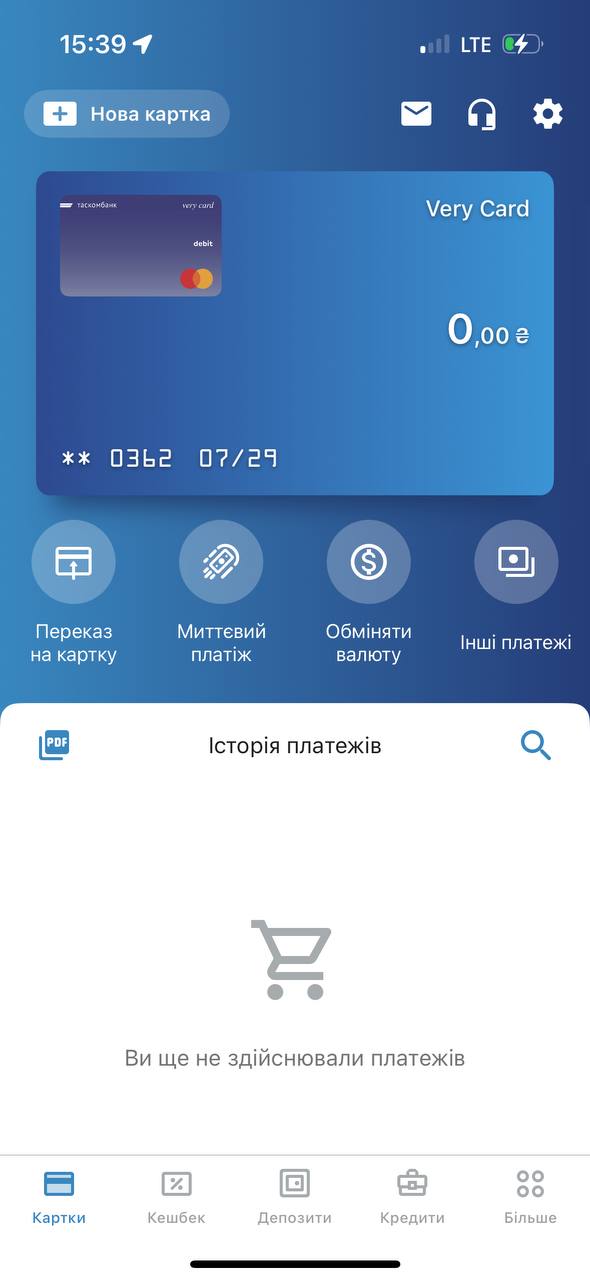 15:39
LTE
Нова картка
таскомбанк
very card
Very Card
debit
0,00 ₴
** 0362 07/29
Переказ
на картку
Миттєвий
платіж
Обміняти
валюту
Інші платежі
PDF
Історія платежів
Ви ще не здійснювали платежів
Картки
Кешбек
Депозити
Кредити
Більше